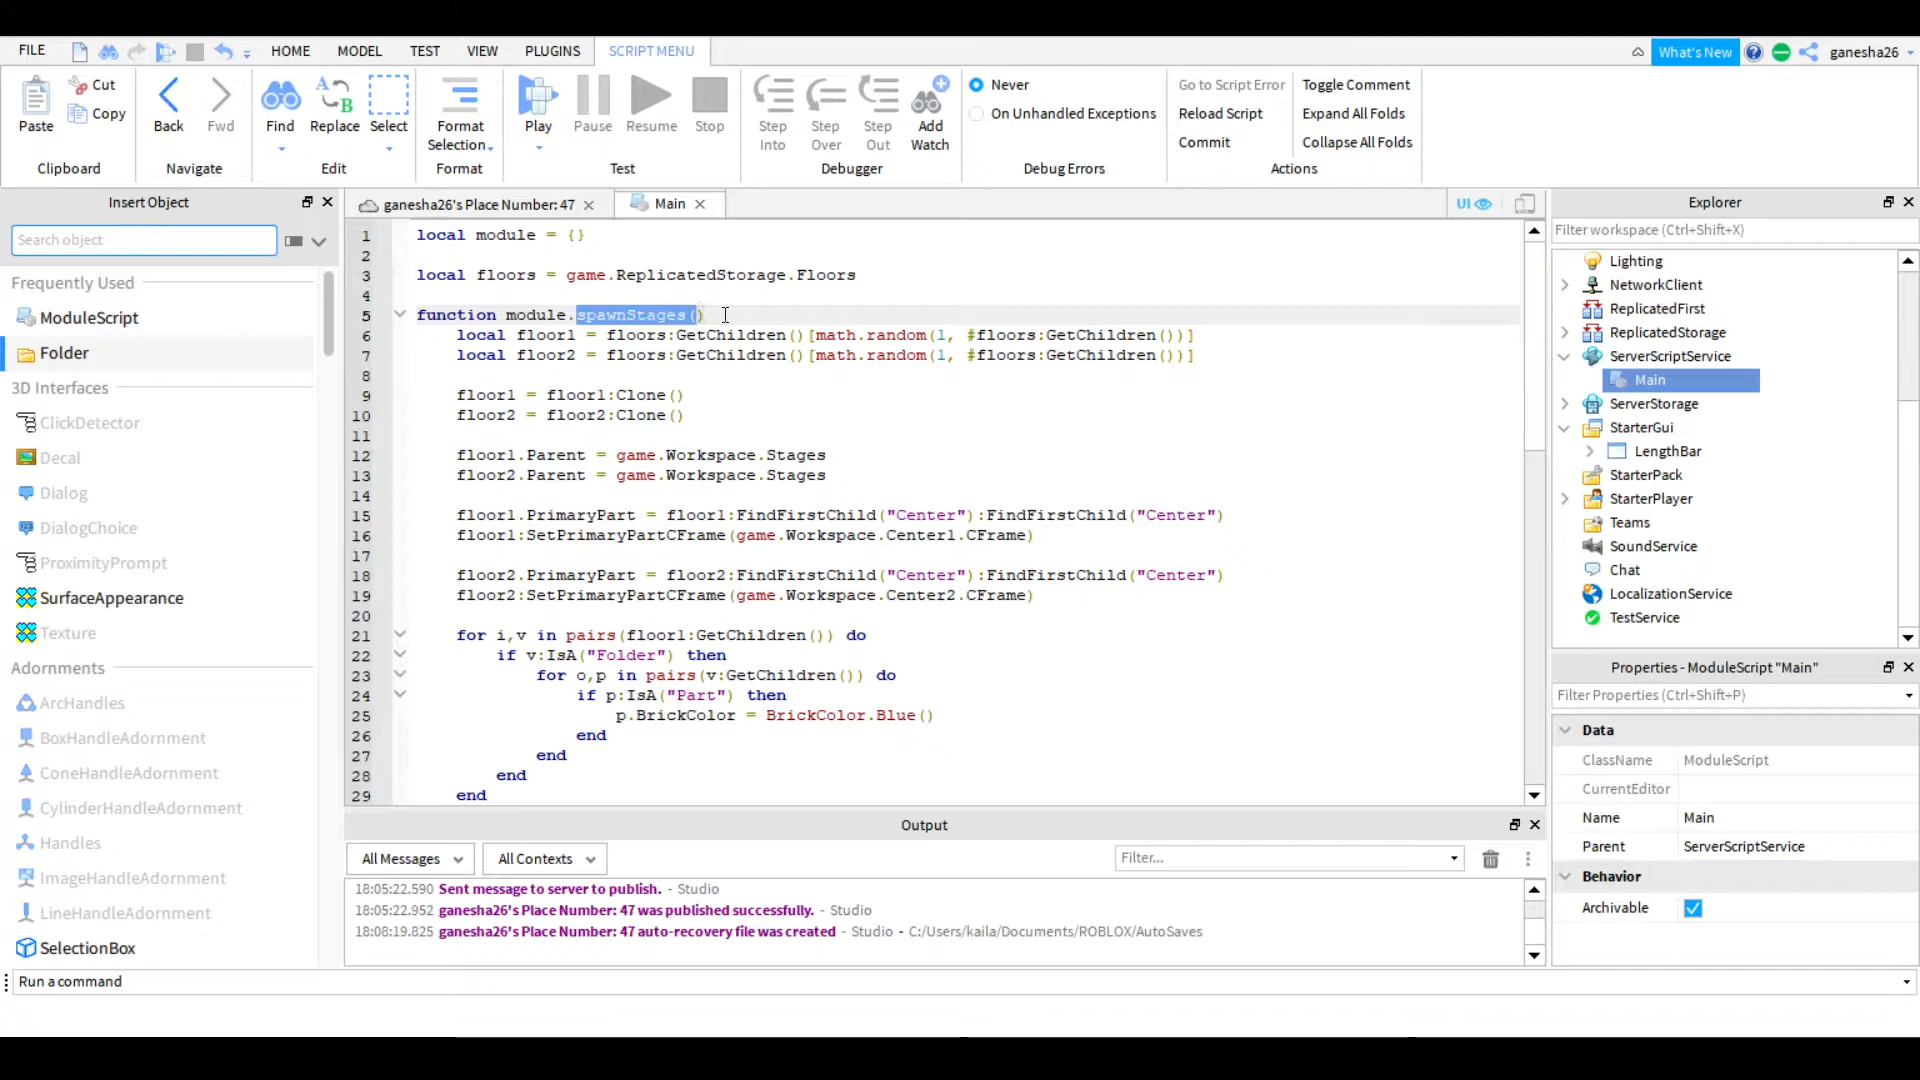 FILE
HOME
MODEL
TEST
VIEW
PLUGINS
SCRIPT MENU
What's New
ganesha26
Paste
Cut
Copy
Clipboard
Back
Fwd
Navigate
Find
Replace
Select
Edit
Format
Selection
Format
Play
Pause
Resume
Stop
Test
Step
Into
Step
Over
Step
Out
Add
Watch
Debugger
Never
On Unhandled Exceptions
Debug Errors
Go to Script Error
Reload Script
Commit
Toggle Comment
Expand All Folds
Collapse All Folds
Actions
Insert Object
Search object
Frequently Used
ModuleScript
Folder
3D Interfaces
ClickDetector
Decal
Dialog
DialogChoice
ProximityPrompt
SurfaceAppearance
Texture
Adornments
ArcHandles
BoxHandleAdornment
ConeHandleAdornment
CylinderHandleAdornment
Handles
ImageHandleAdornment
LineHandleAdornment
SelectionBox
ganesha26's Place Number: 47
Main
UI
1 local module = {}
2
3 local floors = game.ReplicatedStorage.Floors
4
5 function module.spawnStages()
6 local floor1 = floors:GetChildren()[math.random(1, #floors:GetChildren())]
7 local floor2 = floors:GetChildren()[math.random(1, #floors:GetChildren())]
8
9 floor1 = floor1:Clone()
10 floor2 = floor2:Clone()
11
12 floor1.Parent = game.Workspace.Stages
13 floor2.Parent = game.Workspace.Stages
14
15 floor1.PrimaryPart = floor1:FindFirstChild("Center"):FindFirstChild("Center")
16 floor1:SetPrimaryPartCFrame(game.Workspace.Center1.CFrame)
17
18 floor2.PrimaryPart = floor2:FindFirstChild("Center"):FindFirstChild("Center")
19 floor2:SetPrimaryPartCFrame(game.Workspace.Center2.CFrame)
20
21 for i,v in pairs(floor1:GetChildren()) do
22 if v:IsA("Folder") then
23 for o,p in pairs(v:GetChildren()) do
24 if p:IsA("Part") then
25 p.BrickColor = BrickColor.Blue()
26 end
27 end
28 end
29 end
Output
All Messages
All Contexts
Filter...
18:05:22.590 Sent message to server to publish. - Studio
18:05:22.952 ganesha26's Place Number: 47 was published successfully. - Studio
18:08:19.825 ganesha26's Place Number: 47 auto-recovery file was created - Studio - C:/Users/kaila/Documents/ROBLOX/AutoSaves
Run a command
Explorer
Filter workspace (Ctrl+Shift+X)
Lighting
NetworkClient
ReplicatedFirst
ReplicatedStorage
ServerScriptService
Main
ServerStorage
StarterGui
LengthBar
StarterPack
StarterPlayer
Teams
SoundService
Chat
LocalizationService
TestService
Properties - ModuleScript "Main"
Filter Properties (Ctrl+Shift+P)
Data
ClassName ModuleScript
CurrentEditor
Name Main
Parent ServerScriptService
Behavior
Archivable